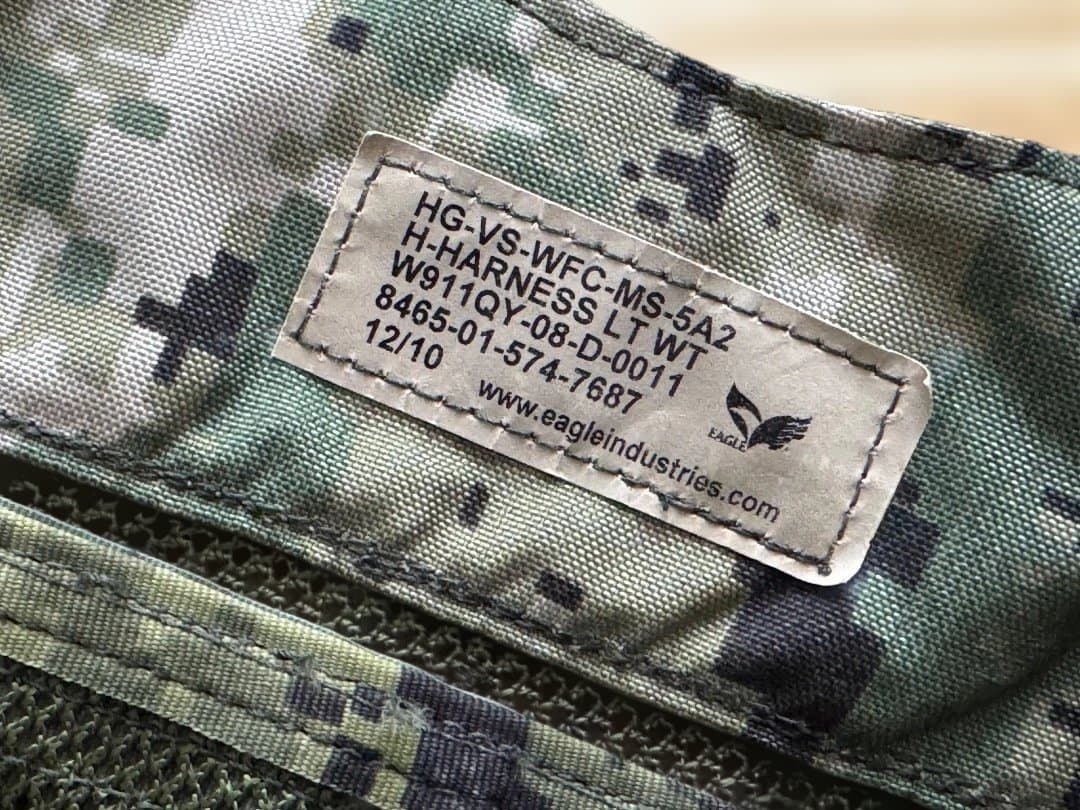 HG-VS-WFC-MS-5A2
H-HARNESS LT WT
W911QY-08-D-0011
8465-01-574-7687
12/10
www.eagleindustries.com
EAGLE